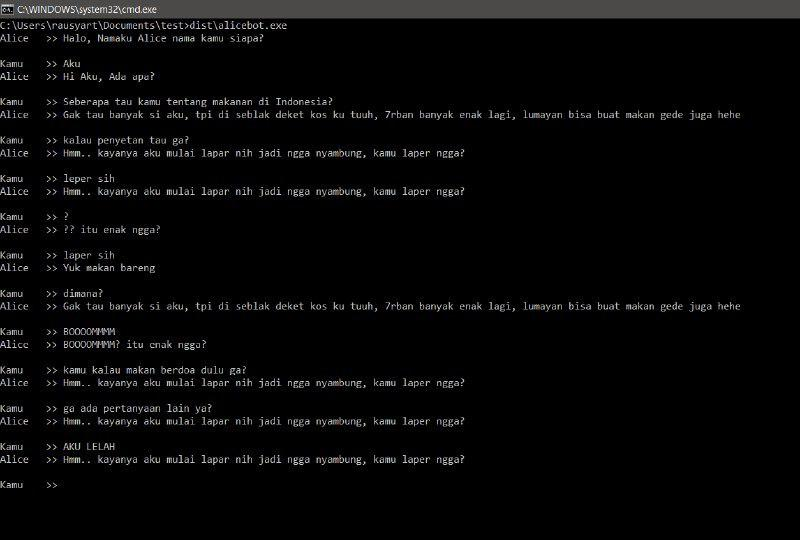 C:\WINDOWS\system32\cmd.exe
C:\Users\rausyart\Documents\test>dist\alicebot.exe
Alice >> Halo, Namaku Alice nama kamu siapa?
Kamu >> Aku
Alice >> Hi Aku, Ada apa?
Kamu >> Seberapa tau kamu tentang makanan di Indonesia?
Alice >> Gak tau banyak si aku, tpi di seblak deket kos ku tuuh, 7rban banyak enak lagi, lumayan bisa buat makan gede juga hehe
Kamu >> kalau penyetan tau ga?
Alice >> Hmm.. kayanya aku mulai lapar nih jadi ngga nyambung, kamu laper ngga?
Kamu >> leper sih
Alice >> Hmm.. kayanya aku mulai lapar nih jadi ngga nyambung, kamu laper ngga?
Kamu >> ?
Alice >> ?? itu enak ngga?
Kamu >> laper sih
Alice >> Yuk makan bareng
Kamu >> dimana?
Alice >> Gak tau banyak si aku, tpi di seblak deket kos ku tuuh, 7rban banyak enak lagi, lumayan bisa buat makan gede juga hehe
Kamu >> BOOOOMMMM
Alice >> BOOOOMMMM? itu enak ngga?
Kamu >> kamu kalau makan berdoa dulu ga?
Alice >> Hmm.. kayanya aku mulai lapar nih jadi ngga nyambung, kamu laper ngga?
Kamu >> ga ada pertanyaan lain ya?
Alice >> Hmm.. kayanya aku mulai lapar nih jadi ngga nyambung, kamu laper ngga?
Kamu >> AKU LELAH
Alice >> Hmm.. kayanya aku mulai lapar nih jadi ngga nyambung, kamu laper ngga?
Kamu >>